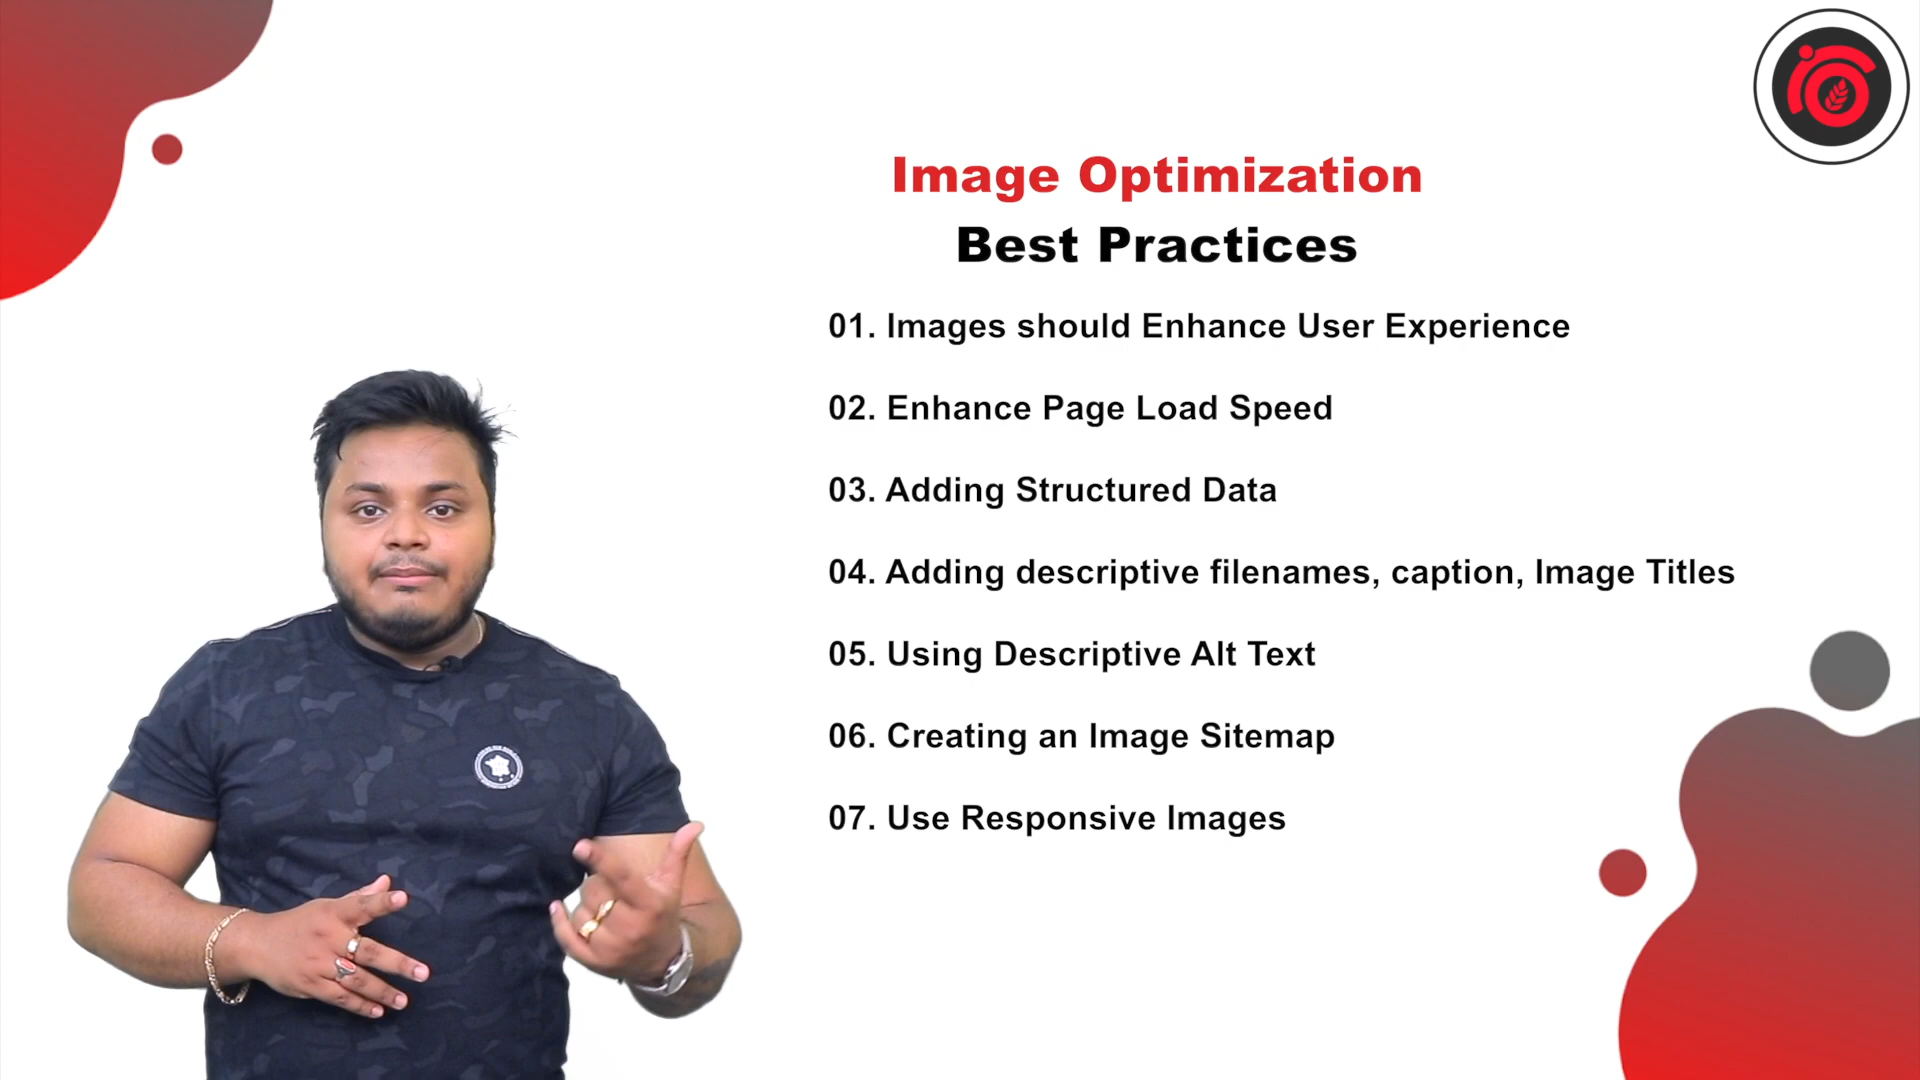 Image Optimization
Best Practices
01. Images should Enhance User Experience
02. Enhance Page Load Speed
03. Adding Structured Data
04. Adding descriptive filenames, caption, Image Titles
05. Using Descriptive Alt Text
06. Creating an Image Sitemap
07. Use Responsive Images